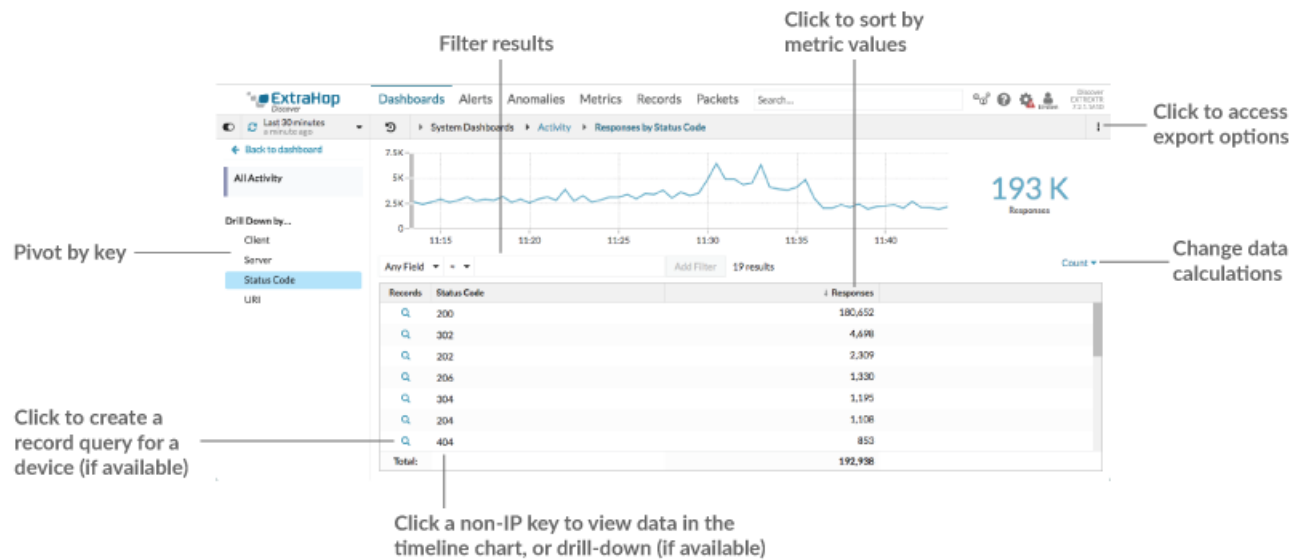 Click to sort by
metric values
Filter results
ExtraHop
Discover
Dashboards Alerts Anomalies Metrics Records Packets Search...
Discover
EXTREXTR
Last 30 minutes
a minute ago
System Dashboards Activity Responses by Status Code
Click to access
export options
Back to dashboard
All Activity
Drill Down by...
Client
Server
Status Code
URI
Pivot by key
7.5K
5K
2.5K
0
11:15 11:20 11:25 11:30 11:35 11:40
193 K
Responses
Change data
calculations
Any Field ≈ Add Filter 19 results Count
Records Status Code ↓ Responses
200 180,652
302 4,698
202 2,309
206 1,330
304 1,195
204 1,108
404 853
Total: 192,938
Click to create a
record query for a
device (if available)
Click a non-IP key to view data in the
timeline chart, or drill-down (if available)